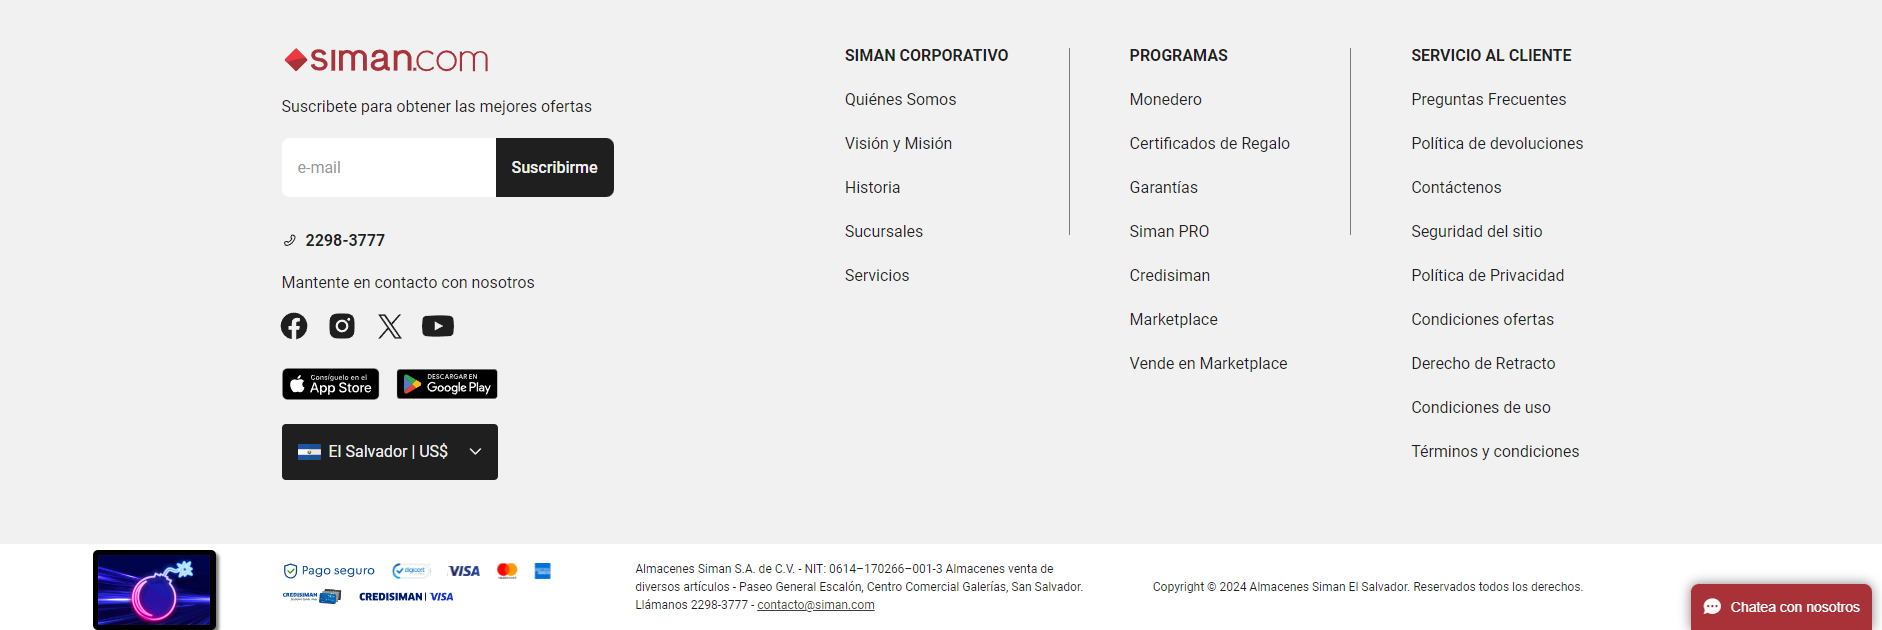 siman.com
Suscribete para obtener las mejores ofertas
e-mail
Suscribirme
2298-3777
Mantente en contacto con nosotros
Consíguelo en el
App Store
DESCARGAR EN
Google Play
El Salvador | US$
SIMAN CORPORATIVO
Quiénes Somos
Visión y Misión
Historia
Sucursales
Servicios
PROGRAMAS
Monedero
Certificados de Regalo
Garantías
Siman PRO
Credisiman
Marketplace
Vende en Marketplace
SERVICIO AL CLIENTE
Preguntas Frecuentes
Política de devoluciones
Contáctenos
Seguridad del sitio
Política de Privacidad
Condiciones ofertas
Derecho de Retracto
Condiciones de uso
Términos y condiciones
Pago seguro
digicert
VISA
CREDISIMAN
CREDISIMAN | VISA
Almacenes Siman S.A. de C.V. - NIT: 0614–170266–001-3 Almacenes venta de
diversos artículos - Paseo General Escalón, Centro Comercial Galerías, San Salvador.
Llámanos 2298-3777 - contacto@siman.com
Copyright © 2024 Almacenes Siman El Salvador. Reservados todos los derechos.
Chatea con nosotros